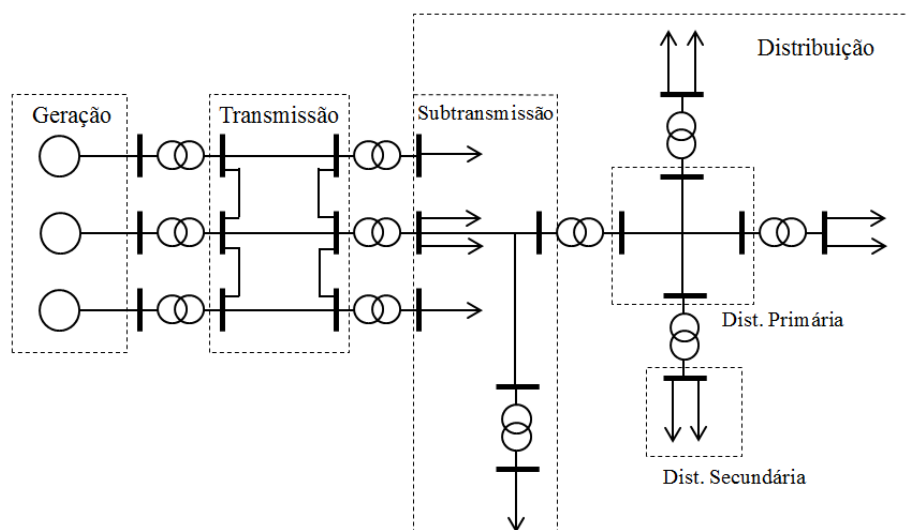 Distribuição
Geração
Transmissão
Subtransmissão
Dist. Primária
Dist. Secundária